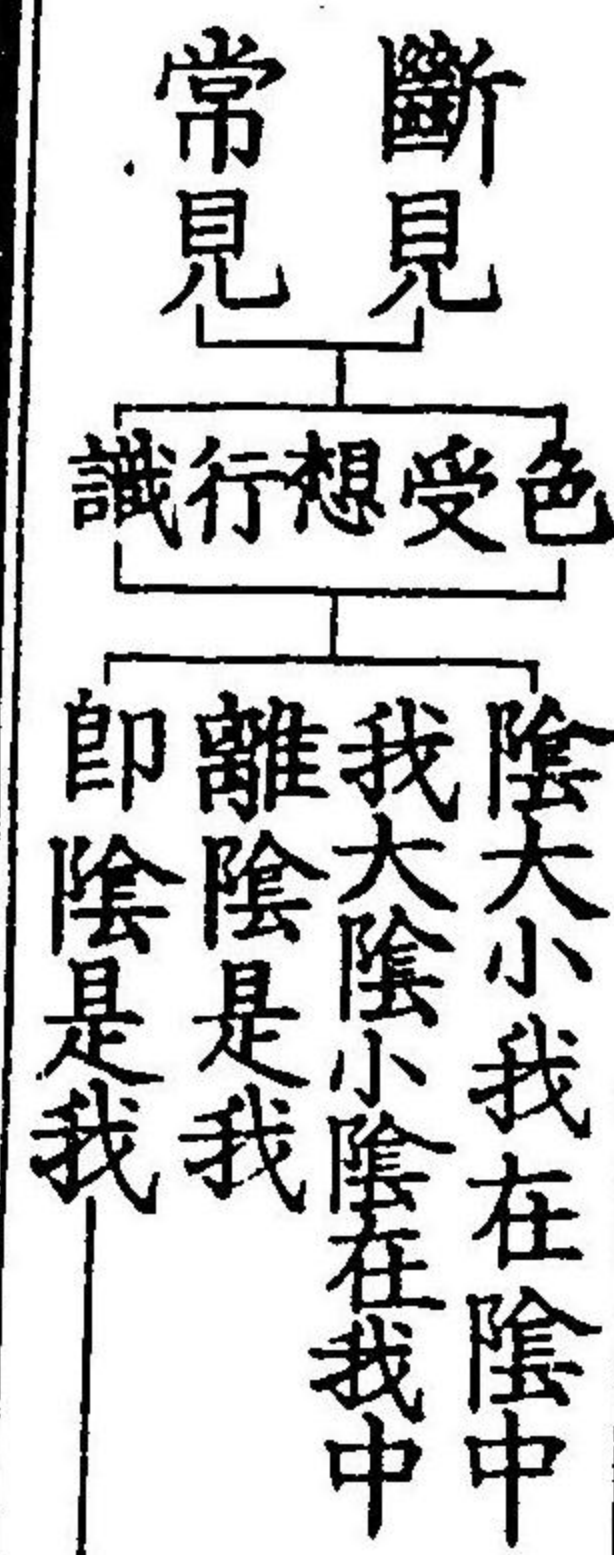 斷見
常見
色受想行識
陰大小我在陰中
我大陰小陰在我中
離陰是我
卽陰是我